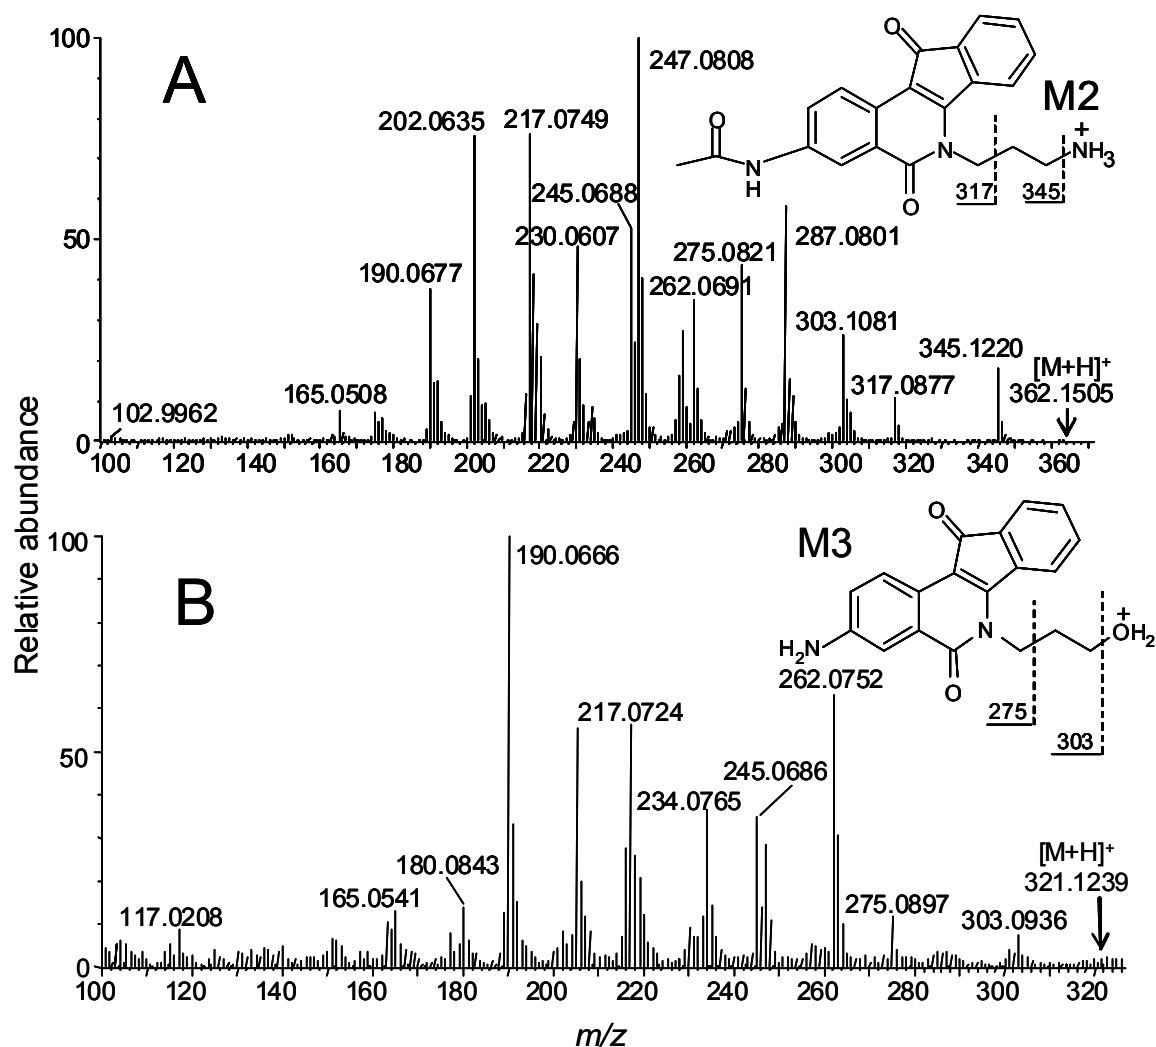 A
M2
100
50
0
247.0808
202.0635
217.0749
245.0688
230.0607
190.0677
275.0821
287.0801
262.0691
303.1081
345.1220
317.0877
[M+H]+
362.1505
165.0508
102.9962
O
O
N
N
H
O
+
NH3
317
345
100 120 140 160 180 200 220 240 260 280 300 320 340 360
Relative abundance
B
M3
100
50
0
190.0666
262.0752
217.0724
245.0686
234.0765
180.0843
165.0541
117.0208
275.0897
303.0936
[M+H]+
321.1239
O
N
H2N
O
+
OH2
275
303
100 120 140 160 180 200 220 240 260 280 300 320
m/z